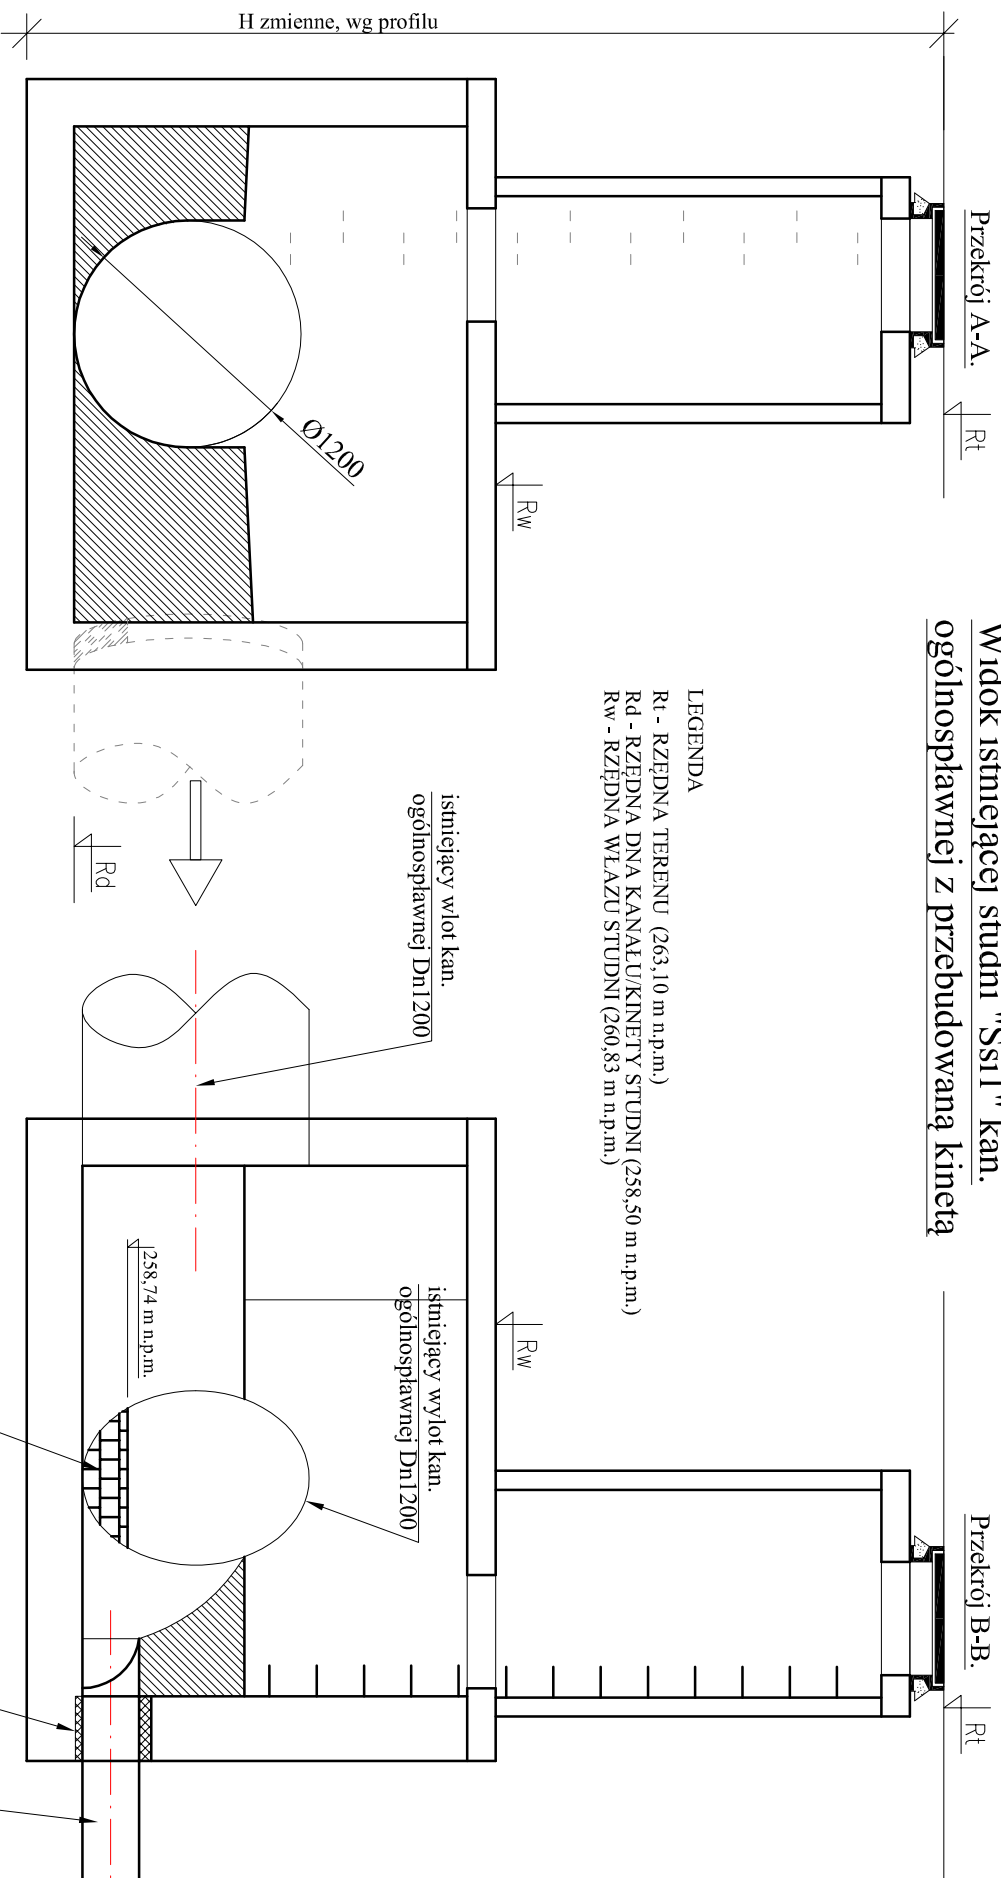 Widok istniejącej studni "Ssi1" kan.
ogólnospławnej z przebudowaną kinetą
Przekrój A-A.
Przekrój B-B.
H zmienne, wg profilu
Rt
Rw
Ø1200
Rd
LEGENDA
Rt - RZĘDNA TERENU (263,10 m n.p.m.)
Rd - RZĘDNA DNA KANAŁU/KINETY STUDNI (258,50 m n.p.m.)
Rw - RZĘDNA WŁAZU STUDNI (260,83 m n.p.m.)
istniejący wlot kan.
ogólnospławnej Dn1200
istniejący wylot kan.
ogólnospławnej Dn1200
258,74 m n.p.m.
Rw
Rt